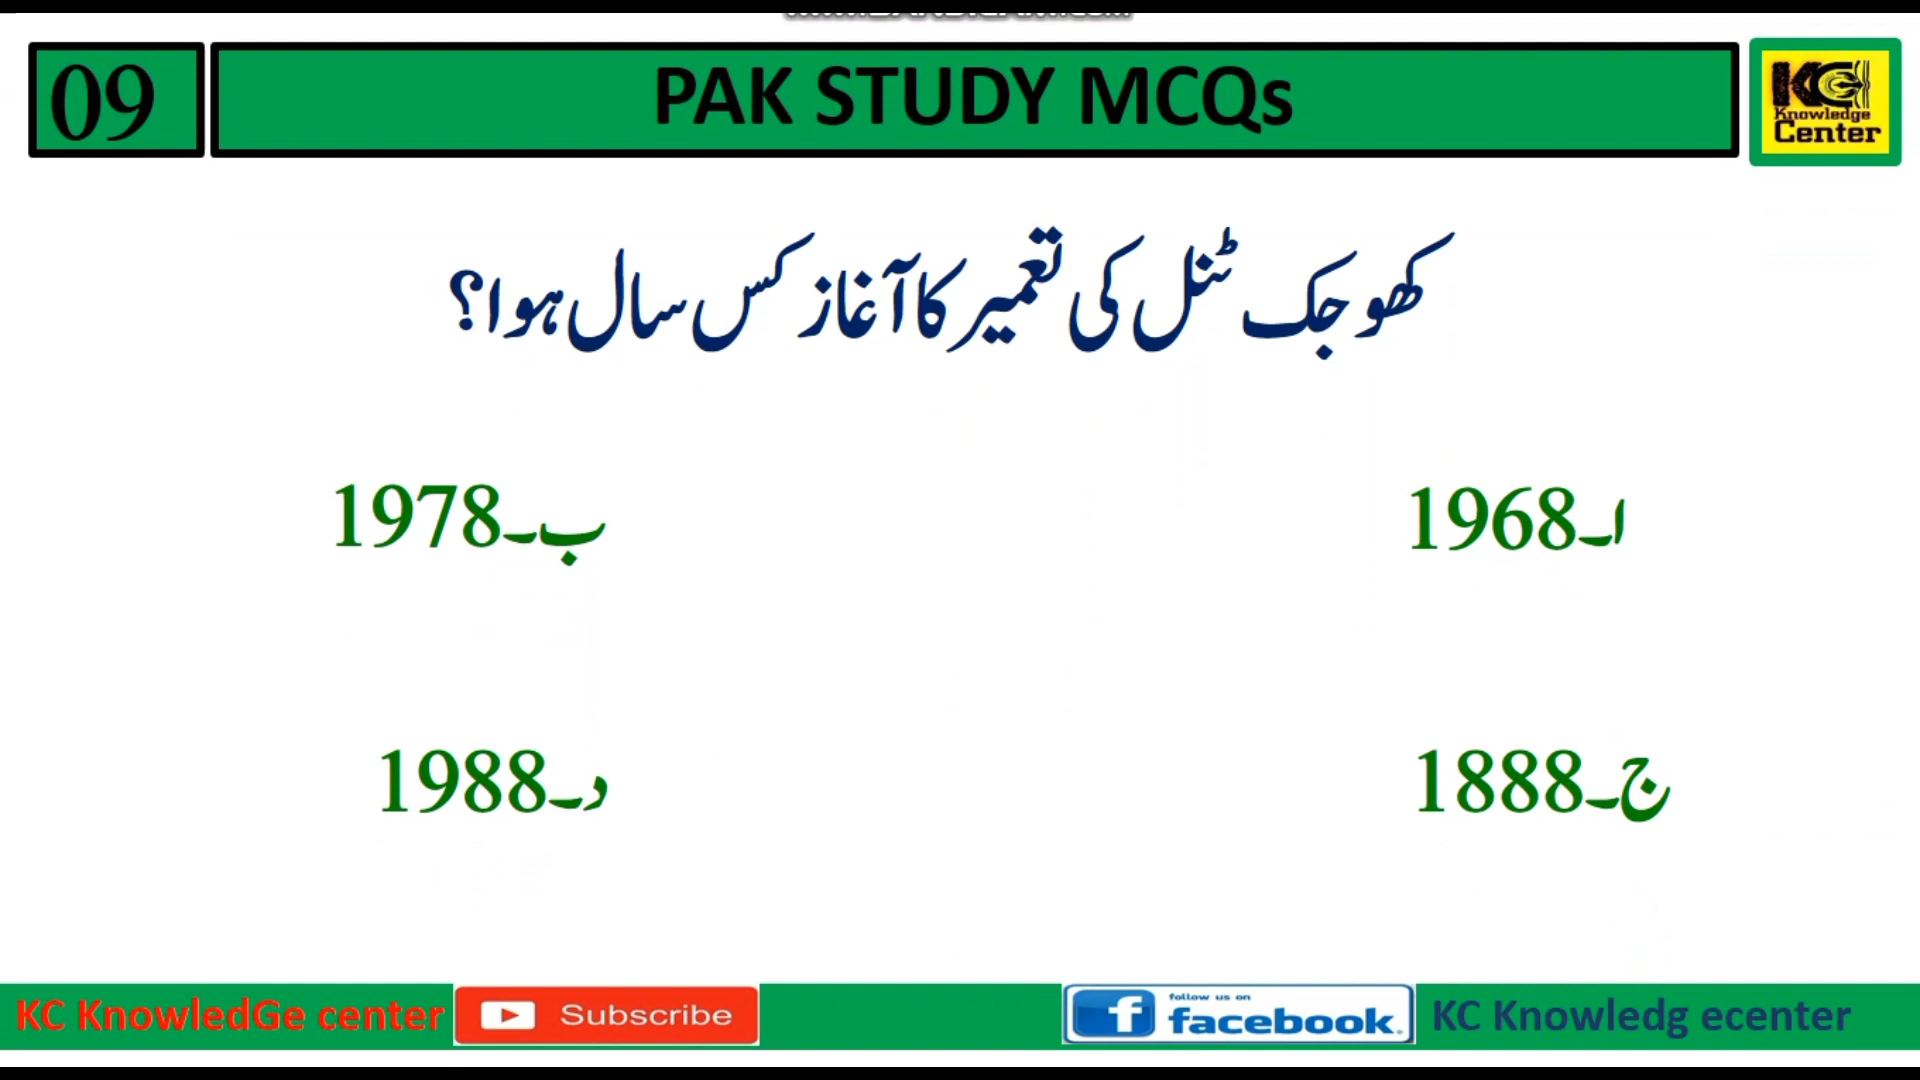 09
PAK STUDY MCQs
KC
Knowledge
Center
کھوجک ٹنل کی تعمیر کا آغاز کس سال ہوا؟
ا۔1968
ب۔1978
ج۔1888
د۔1988
KC KnowledGe center
Subscribe
follow us on
facebook.
KC Knowledg ecenter